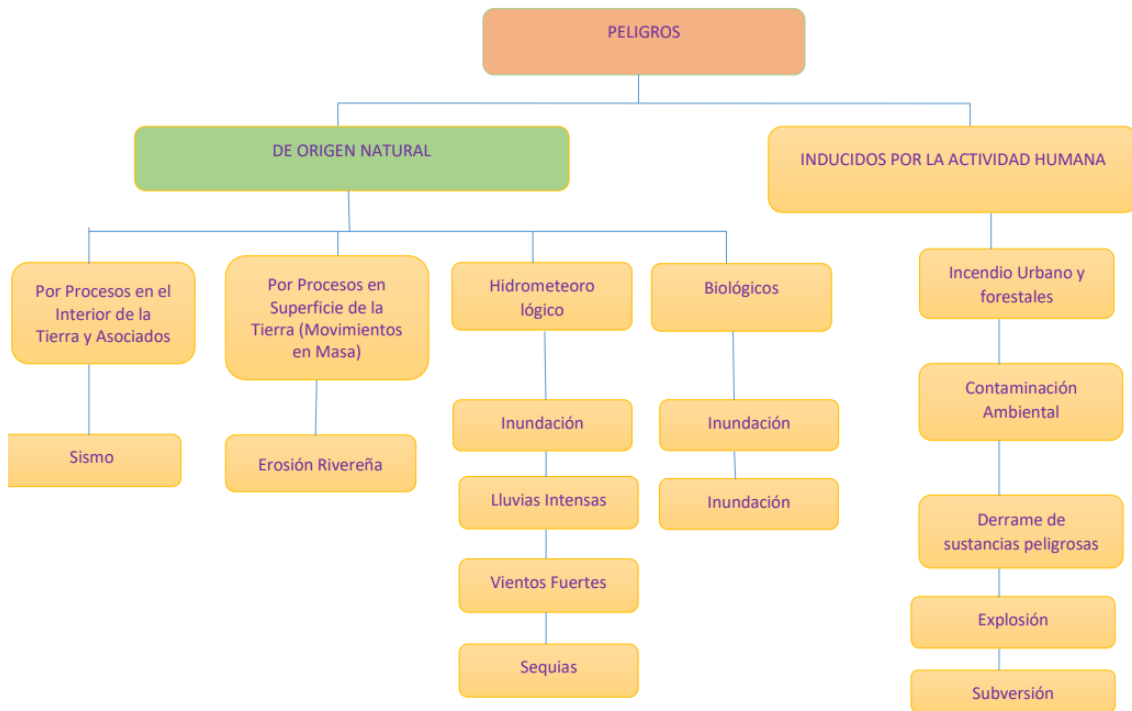 PELIGROS
DE ORIGEN NATURAL
INDUCIDOS POR LA ACTIVIDAD HUMANA
Por Procesos en el
Interior de la
Tierra y Asociados
Por Procesos en
Superficie de la
Tierra (Movimientos
en Masa)
Hidrometeoro
lógico
Biológicos
Incendio Urbano y
forestales
Contaminación
Ambiental
Sismo
Erosión Rivereña
Inundación
Inundación
Lluvias Intensas
Inundación
Derrame de
sustancias peligrosas
Vientos Fuertes
Explosión
Sequias
Subversión